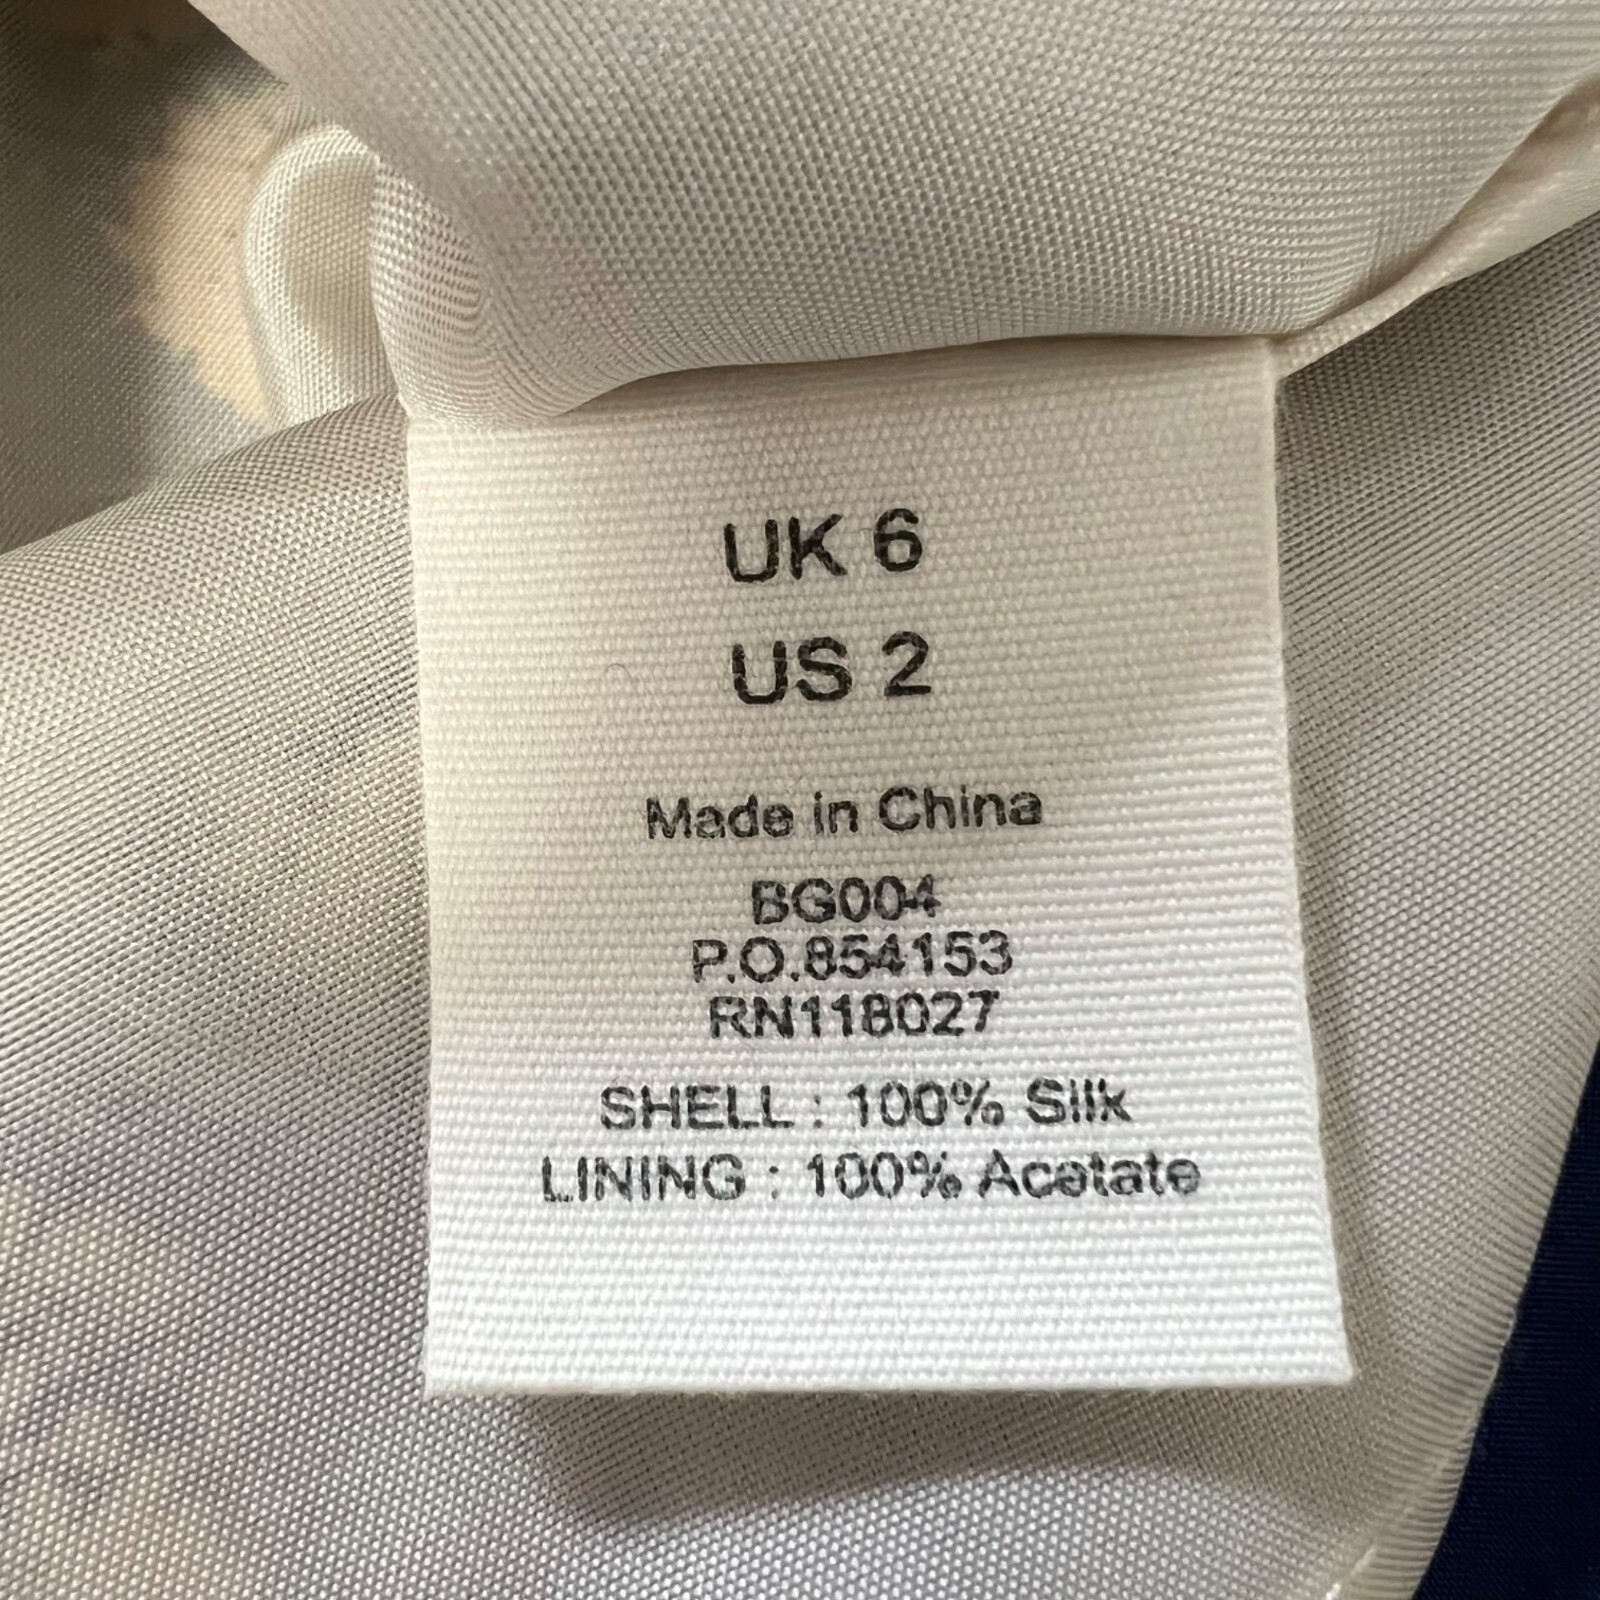 UK 6
US 2
Made in China
BG004
P.O.854153
RN118027
SHELL : 100% Silk
LINING : 100% Acetate